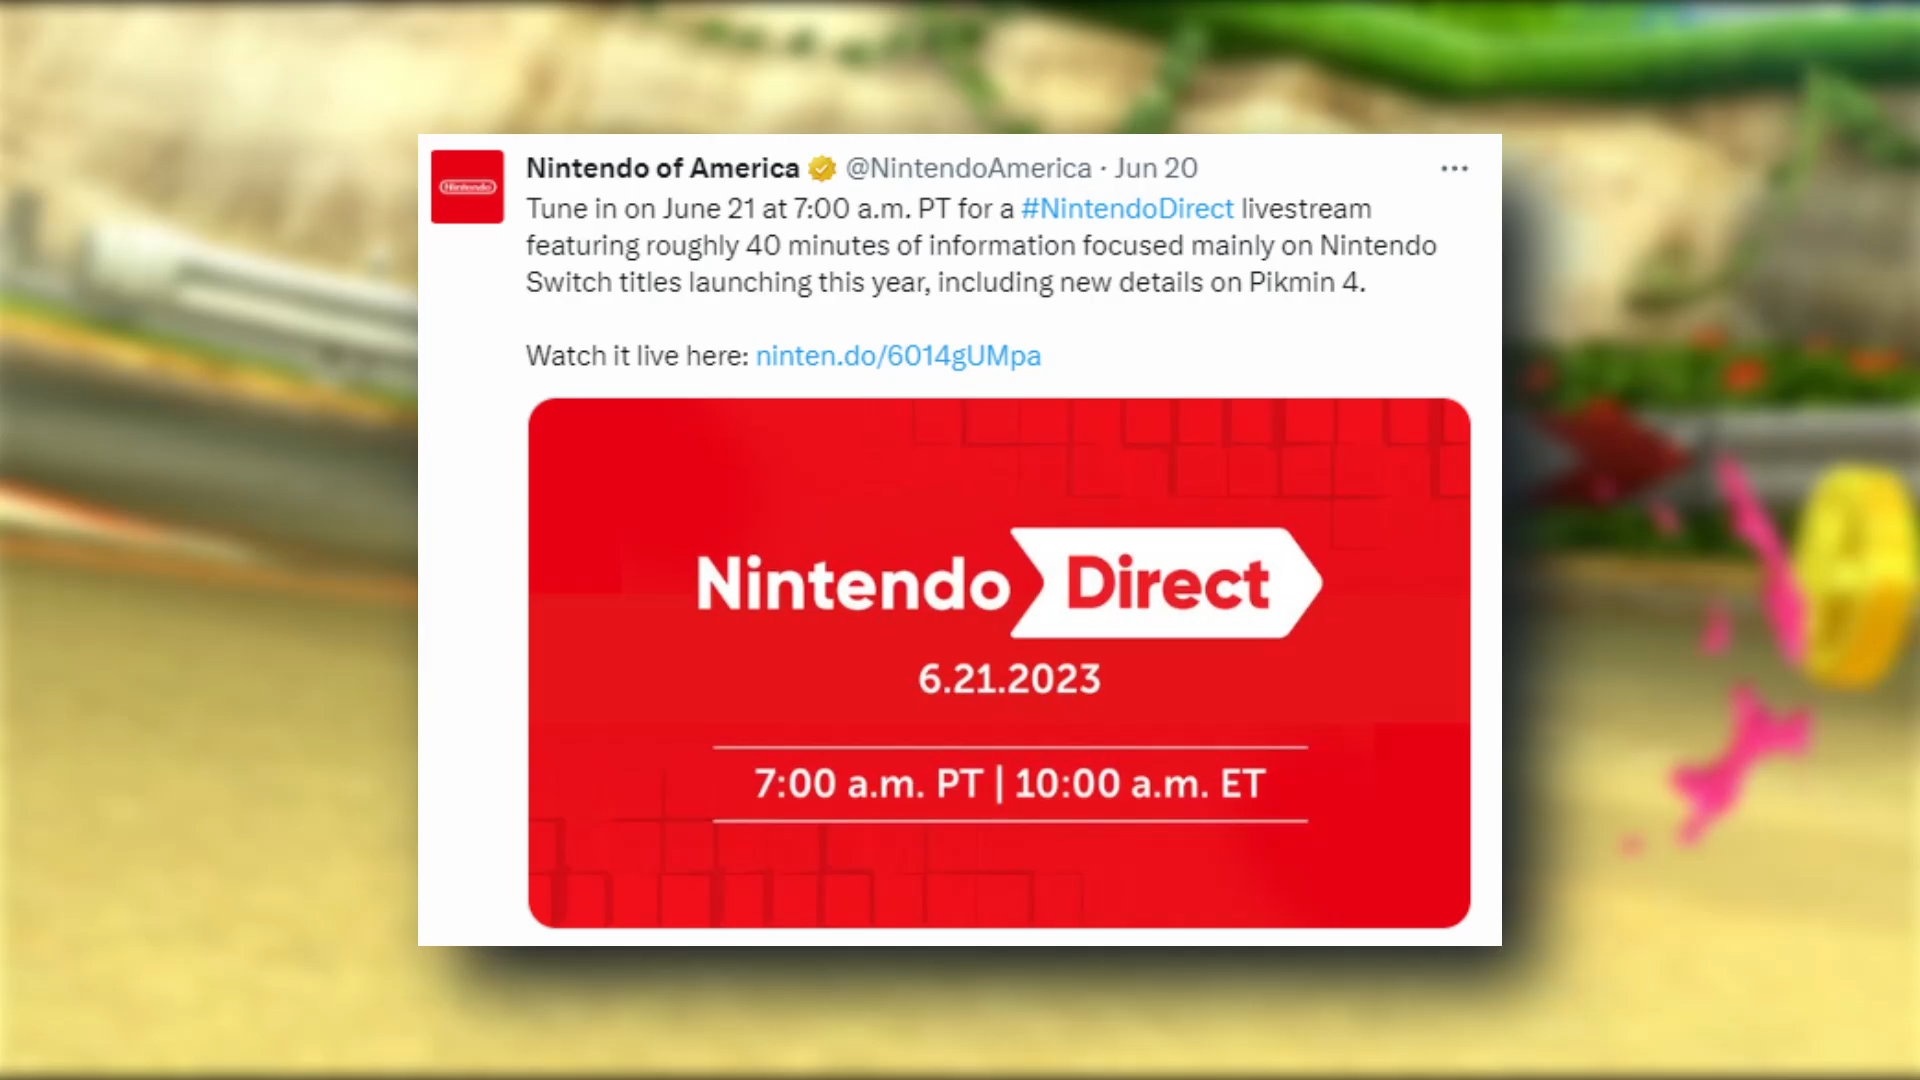 Nintendo
Nintendo of America @NintendoAmerica · Jun 20
Tune in on June 21 at 7:00 a.m. PT for a #NintendoDirect livestream
featuring roughly 40 minutes of information focused mainly on Nintendo
Switch titles launching this year, including new details on Pikmin 4.
Watch it live here: ninten.do/6014gUMpa
Nintendo Direct
6.21.2023
7:00 a.m. PT | 10:00 a.m. ET